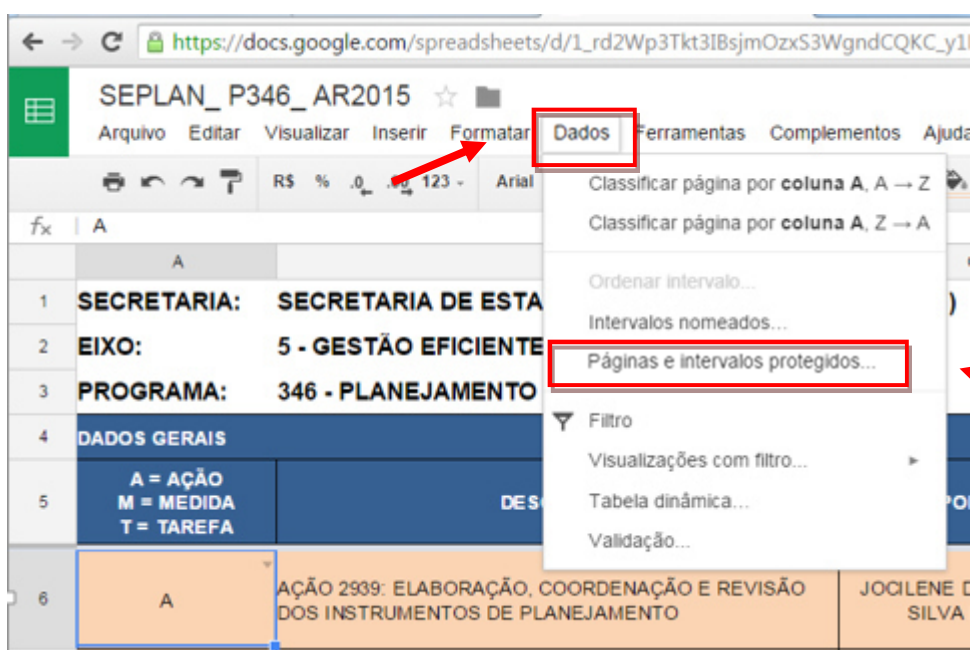 https://docs.google.com/spreadsheets/d/1_rd2Wp3Tkt3IBsjmOzxS3WgndCQKC_y1
SEPLAN_ P346_ AR2015
Arquivo Editar Visualizar Inserir Formatar Dados Ferramentas Complementos Ajuda
R$ % .0 .00 123 Arial
Classificar página por coluna A, A → Z
Classificar página por coluna A, Z → A
Ordenar intervalo...
Intervalos nomeados...
Páginas e intervalos protegidos...
Filtro
Visualizações com filtro...
Tabela dinâmica...
Validação...
fx A
A
1 SECRETARIA: SECRETARIA DE ESTA )
2 EIXO: 5 - GESTÃO EFICIENTE
3 PROGRAMA: 346 - PLANEJAMENTO
4 DADOS GERAIS
5
A = AÇÃO
M = MEDIDA
T = TAREFA
DES
6 A
AÇÃO 2939: ELABORAÇÃO, COORDENAÇÃO E REVISÃO
DOS INSTRUMENTOS DE PLANEJAMENTO
JOCILENE D
SILVA